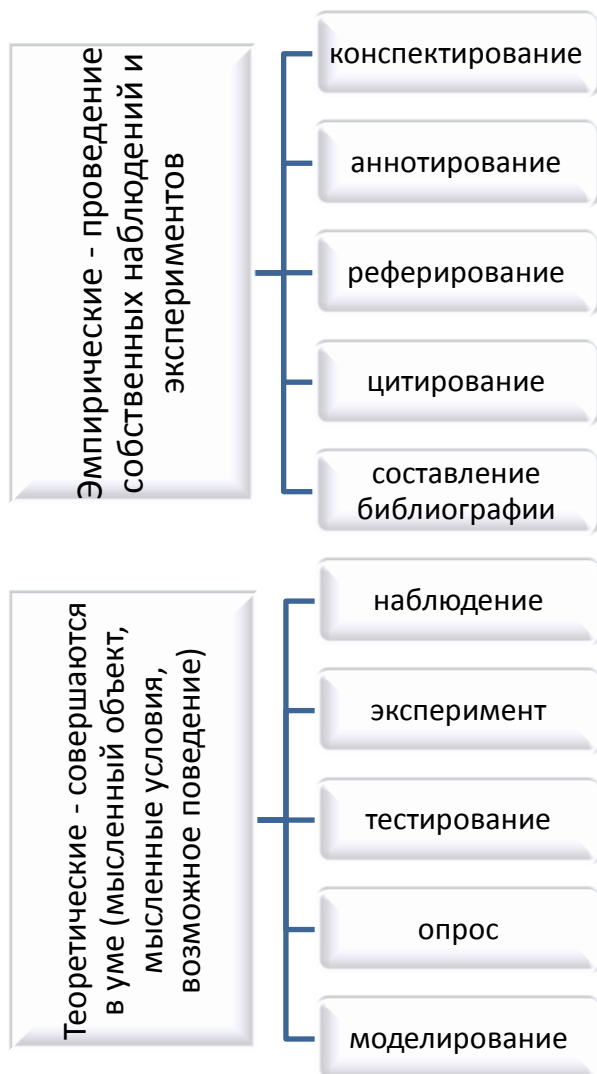 Эмпирические - проведение
собственных наблюдений и
экспериментов
конспектирование
аннотирование
реферирование
цитирование
составление
библиографии
Теоретические - совершаются
в уме (мысленный объект,
мысленные условия,
возможное поведение)
наблюдение
эксперимент
тестирование
опрос
моделирование